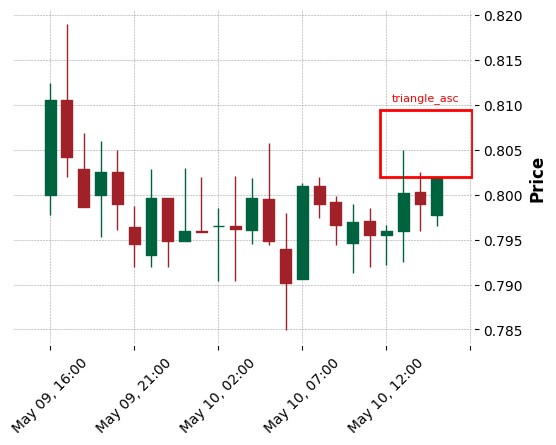 0.820
0.815
triangle_asc
0.810
0.805
0.800
0.795
0.790
0.785
Price
May 09, 16:00
May 09, 21:00
May 10, 02:00
May 10, 07:00
May 10, 12:00